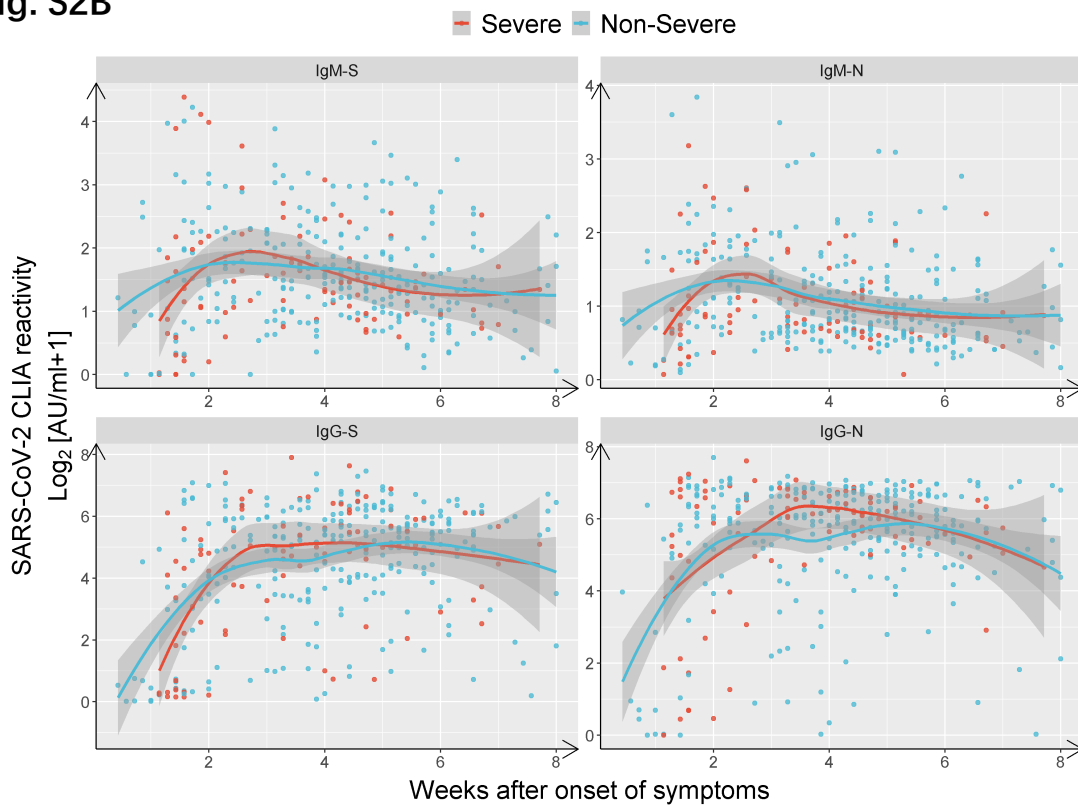 ig. S2B
Severe Non-Severe
IgM-S IgM-N
4
3
2
1
0
2 4 6 8
4
3
2
1
0
2 4 6 8
SARS-CoV-2 CLIA reactivity
Log2 [AU/ml+1]
IgG-S IgG-N
8
6
4
2
0
2 4 6 8
8
6
4
2
0
2 4 6 8
Weeks after onset of symptoms